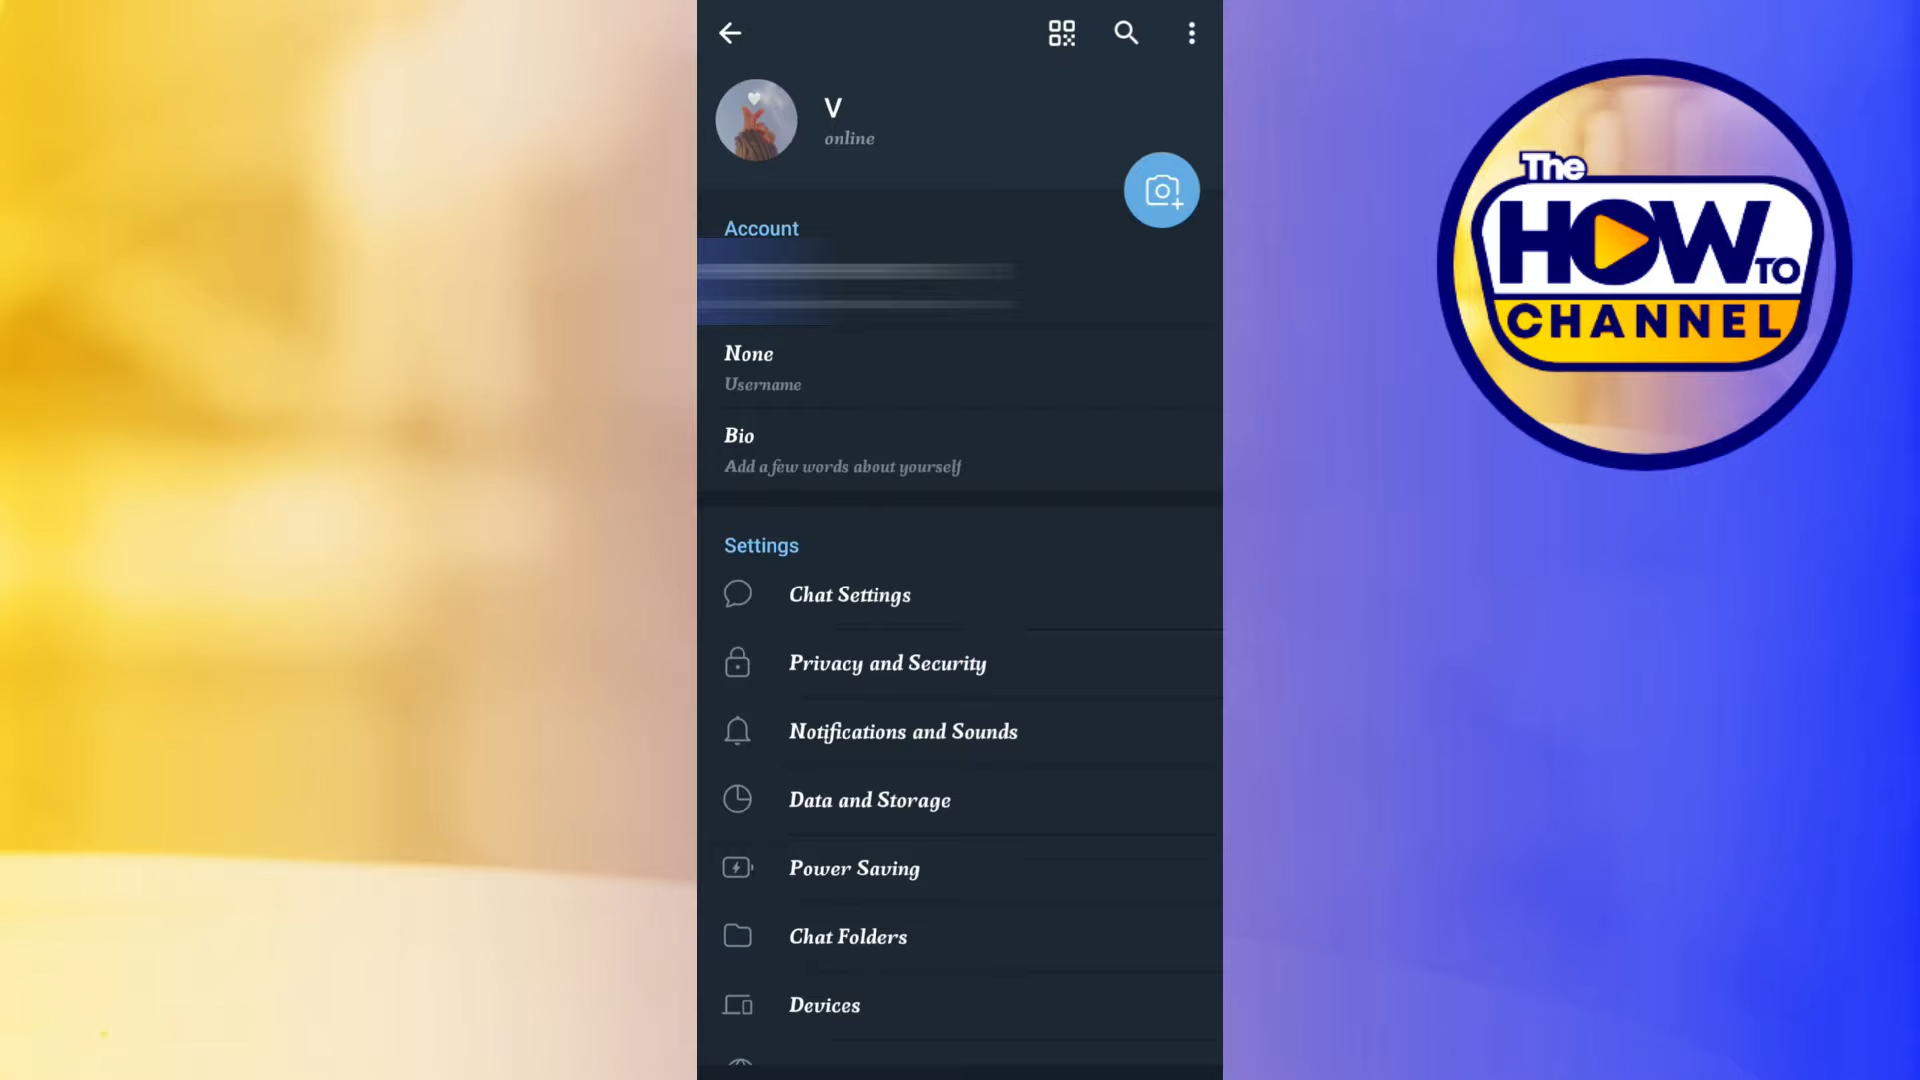 V
online
Account
None
Username
Bio
Add a few words about yourself
Settings
Chat Settings
Privacy and Security
Notifications and Sounds
Data and Storage
Power Saving
Chat Folders
Devices
The
HOW TO
CHANNEL